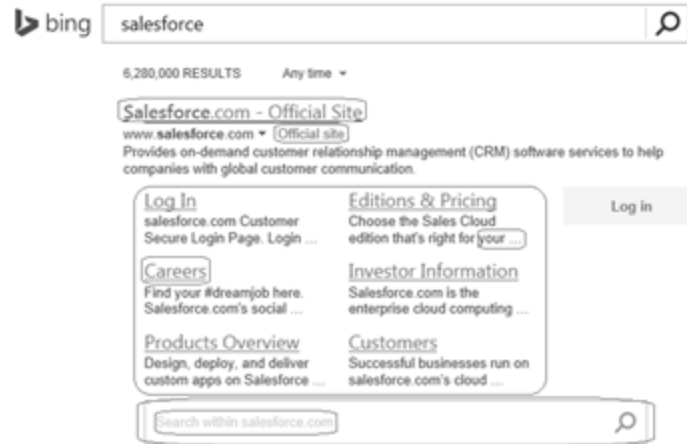 bing salesforce
6,280,000 RESULTS Any time
Salesforce.com - Official Site
www.salesforce.com Official site
Provides on-demand customer relationship management (CRM) software services to help
companies with global customer communication.
Log In
salesforce.com Customer
Secure Login Page. Login ...
Editions & Pricing
Choose the Sales Cloud
edition that's right for your ...
Log in
Careers
Find your #dreamjob here.
Salesforce.com's social ...
Investor Information
Salesforce.com is the
enterprise cloud computing ...
Products Overview
Design, deploy, and deliver
custom apps on Salesforce ...
Customers
Successful businesses run on
salesforce.com's cloud ...
Search within salesforce.com